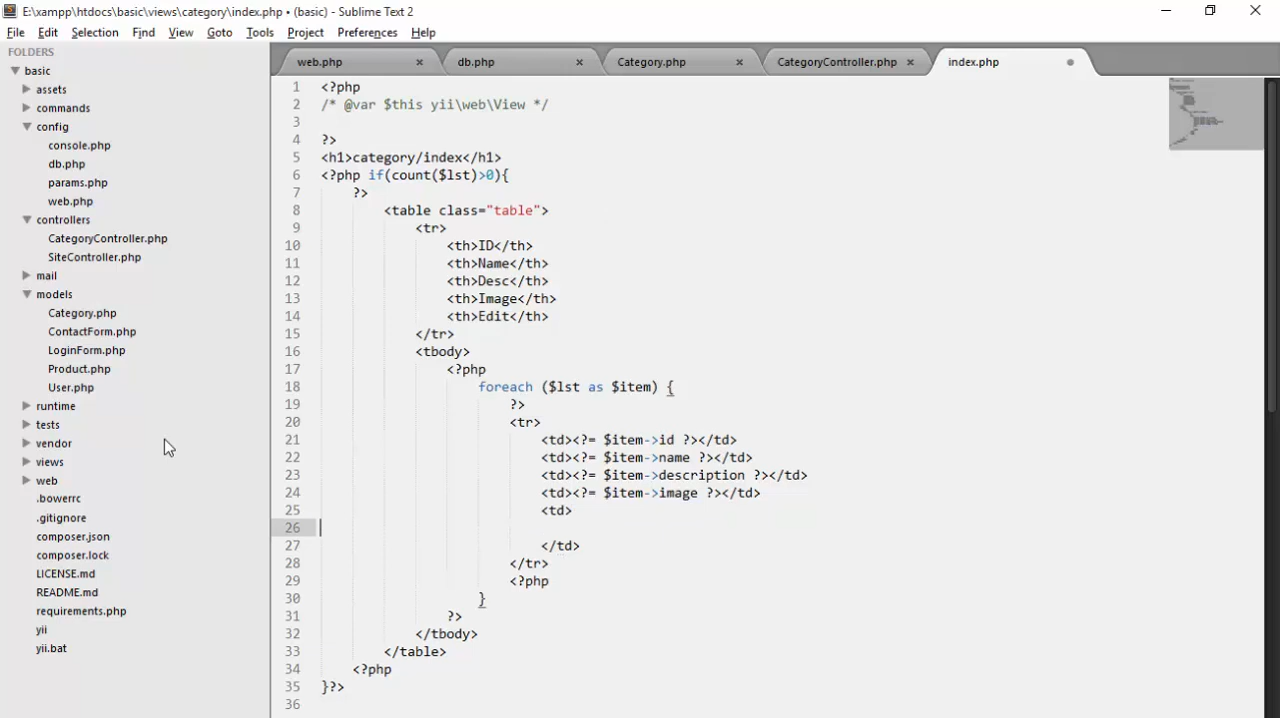 E:\xampp\htdocs\basic\views\category\index.php • (basic) - Sublime Text 2
File Edit Selection Find View Goto Tools Project Preferences Help
FOLDERS
basic
assets
commands
config
console.php
db.php
params.php
web.php
controllers
CategoryController.php
SiteController.php
mail
models
Category.php
ContactForm.php
LoginForm.php
Product.php
User.php
runtime
tests
vendor
views
web
.bowerrc
.gitignore
composer.json
composer.lock
LICENSE.md
README.md
requirements.php
yii
yii.bat
web.php × db.php × Category.php × CategoryController.php × index.php
1 <?php
2 /* @var $this yii\web\View */
3
4 ?>
5 <h1>category/index</h1>
6 <?php if(count($lst)>0){
7 ?>
8 <table class="table">
9 <tr>
10 <th>ID</th>
11 <th>Name</th>
12 <th>Desc</th>
13 <th>Image</th>
14 <th>Edit</th>
15 </tr>
16 <tbody>
17 <?php
18 foreach ($lst as $item) {
19 ?>
20 <tr>
21 <td><?= $item->id ?></td>
22 <td><?= $item->name ?></td>
23 <td><?= $item->description ?></td>
24 <td><?= $item->image ?></td>
25 <td>
26
27 </td>
28 </tr>
29 <?php
30 }
31 ?>
32 </tbody>
33 </table>
34 <?php
35 }?>
36